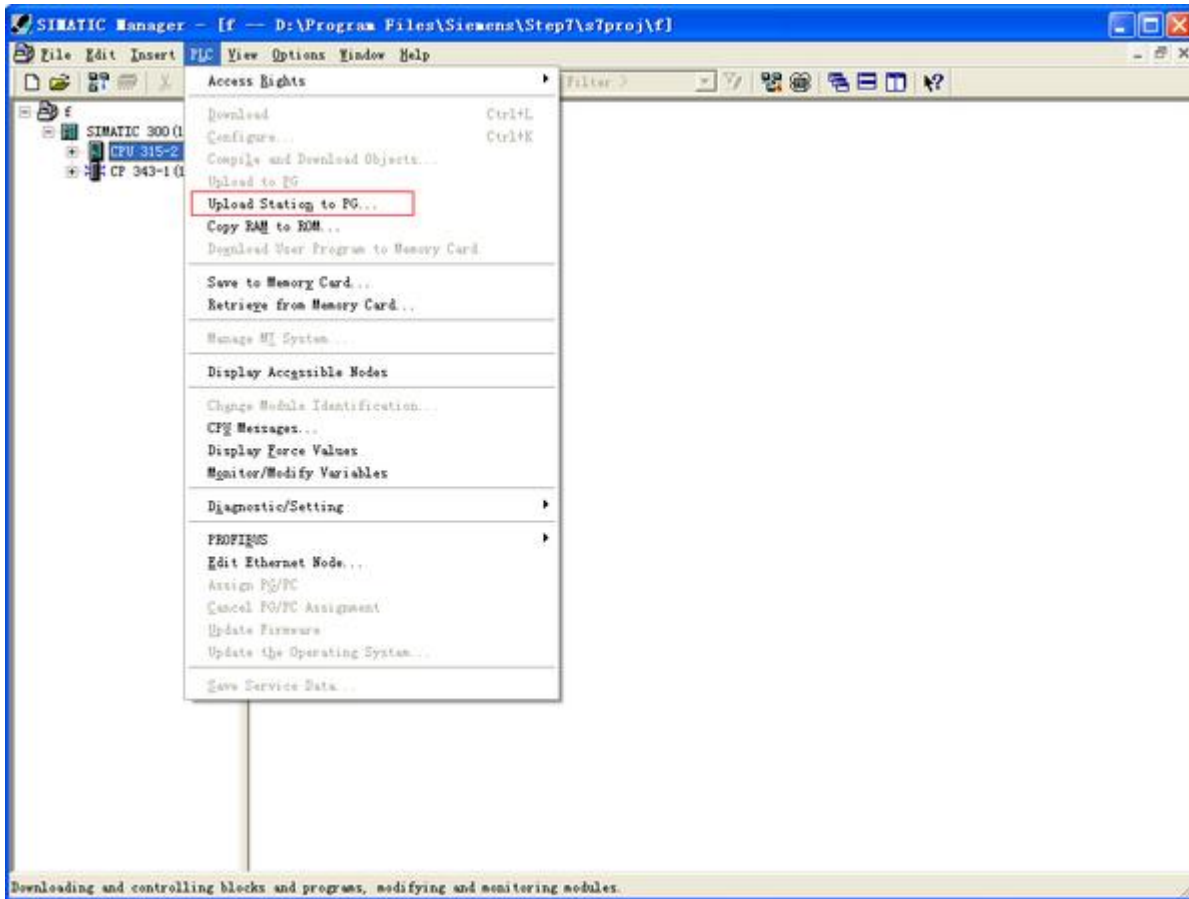 SIMATIC Manager - [f -- D:\Program Files\Siemens\Step7\s7proj\f]
File Edit Insert PLC View Options Window Help
Filter >
f
SIMATIC 300(1
CPU 315-2
CP 343-1(1
Access Rights
Download Ctrl+L
Configure... Ctrl+K
Compile and Download Objects...
Upload to PG
Upload Station to PG...
Copy RAM to ROM...
Download User Program to Memory Card
Save to Memory Card...
Retrieve from Memory Card...
Manage M7 System...
Display Accessible Nodes
Change Module Identification...
CPU Messages...
Display Force Values
Monitor/Modify Variables
Diagnostic/Setting
PROFIBUS
Edit Ethernet Node...
Assign PG/PC
Cancel PG/PC Assignment
Update Firmware
Update the Operating System...
Save Service Data...
Downloading and controlling blocks and programs, modifying and monitoring modules.